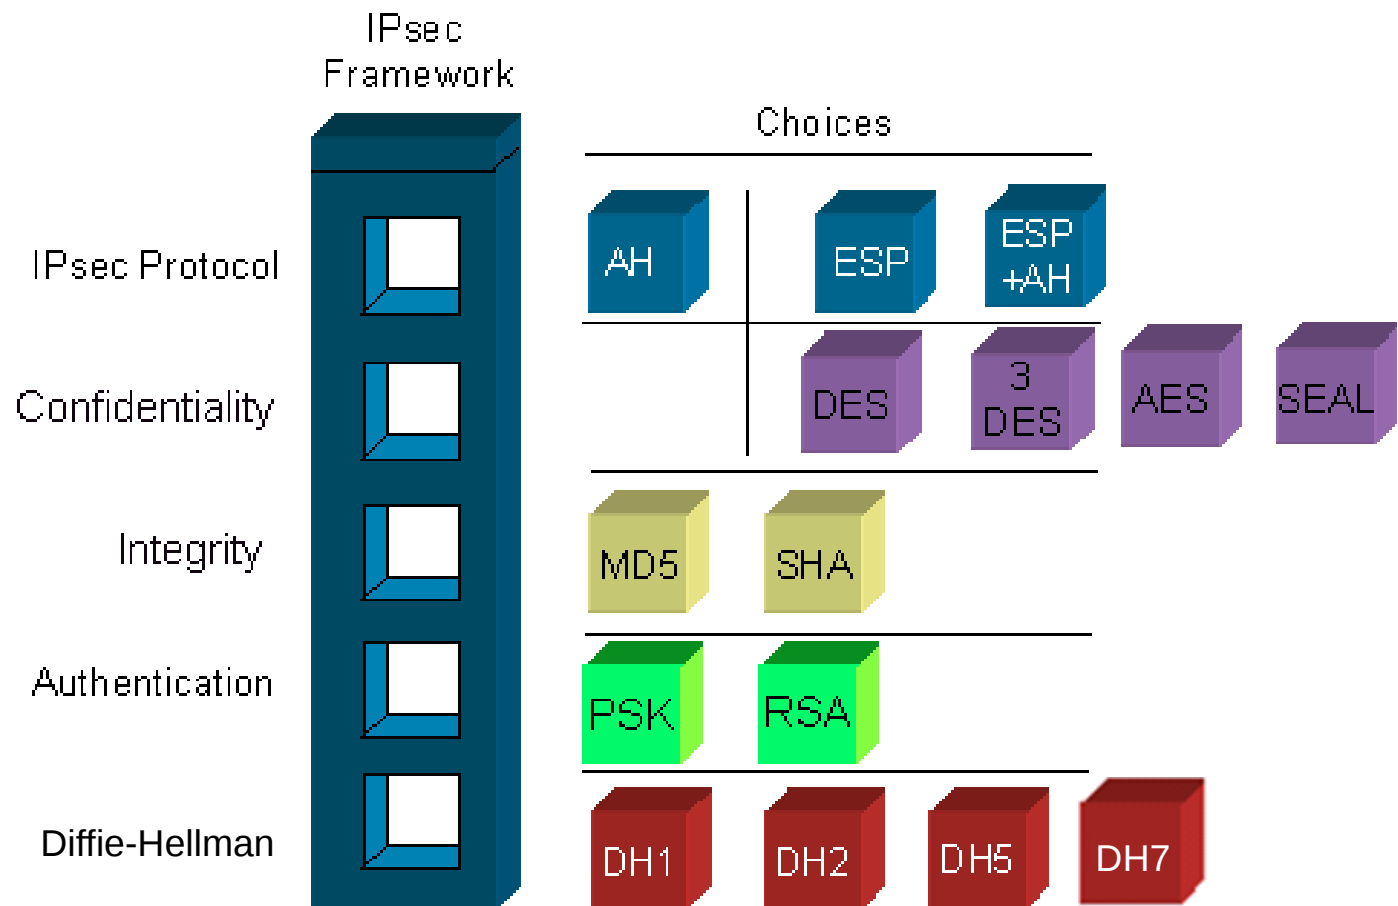 IPsec
Framework
Choices
IPsec Protocol
AH
ESP
ESP
+AH
Confidentiality
DES
3
DES
AES
SEAL
Integrity
MD5
SHA
Authentication
PSK
RSA
Diffie-Hellman
DH1
DH2
DH5
DH7